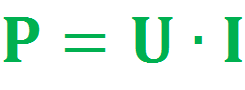 P = U · I